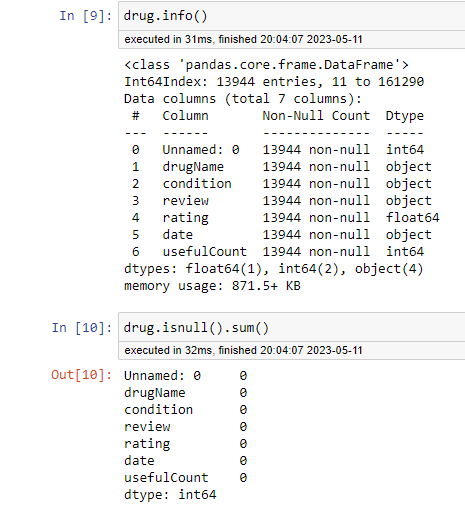 In [9]: drug.info()
executed in 31ms, finished 20:04:07 2023-05-11
<class 'pandas.core.frame.DataFrame'>
Int64Index: 13944 entries, 11 to 161290
Data columns (total 7 columns):
 #   Column       Non-Null Count  Dtype
---  ------       --------------  -----
 0   Unnamed: 0   13944 non-null  int64
 1   drugName     13944 non-null  object
 2   condition    13944 non-null  object
 3   review       13944 non-null  object
 4   rating       13944 non-null  float64
 5   date         13944 non-null  object
 6   usefulCount  13944 non-null  int64
dtypes: float64(1), int64(2), object(4)
memory usage: 871.5+ KB
In [10]: drug.isnull().sum()
executed in 32ms, finished 20:04:07 2023-05-11
Out[10]: Unnamed: 0     0
drugName       0
condition      0
review         0
rating         0
date           0
usefulCount    0
dtype: int64